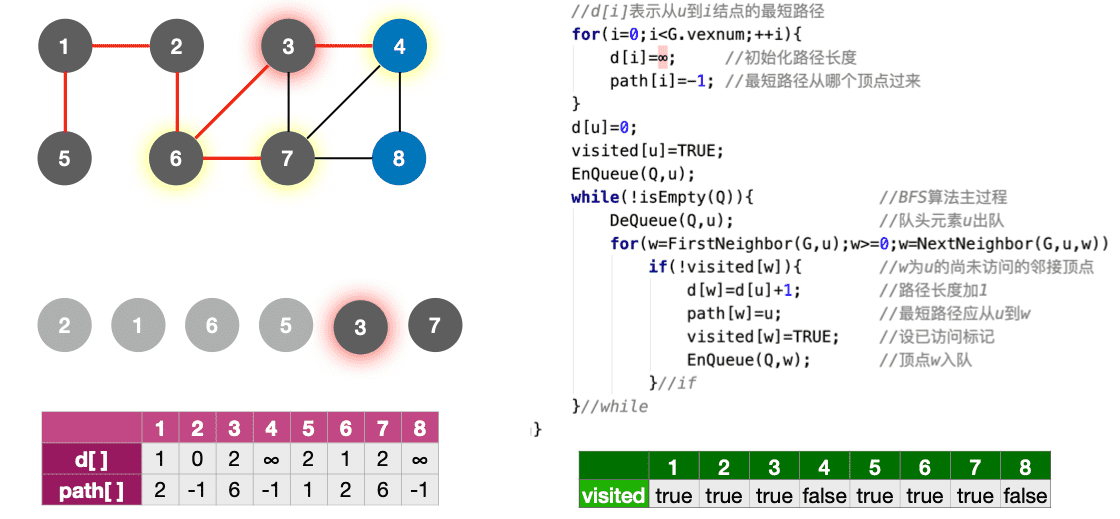 1 2 3 4
5 6 7 8
2 1 6 5 3 7
1 2 3 4 5 6 7 8
d[ ] 1 0 2 ∞ 2 1 2 ∞
path[ ] 2 -1 6 -1 1 2 6 -1
//d[i]表示从u到i结点的最短路径
for(i=0;i<G.vexnum;++i){
d[i]=∞; //初始化路径长度
path[i]=-1; //最短路径从哪个顶点过来
}
d[u]=0;
visited[u]=TRUE;
EnQueue(Q,u);
while(!isEmpty(Q)){ //BFS算法主过程
DeQueue(Q,u); //队头元素u出队
for(w=FirstNeighbor(G,u);w>=0;w=NextNeighbor(G,u,w))
if(!visited[w]){ //w为u的尚未访问的邻接顶点
d[w]=d[u]+1; //路径长度加1
path[w]=u; //最短路径应从u到w
visited[w]=TRUE; //设已访问标记
EnQueue(Q,w); //顶点w入队
}//if
}//while
}
1 2 3 4 5 6 7 8
visited true true true false true true true false